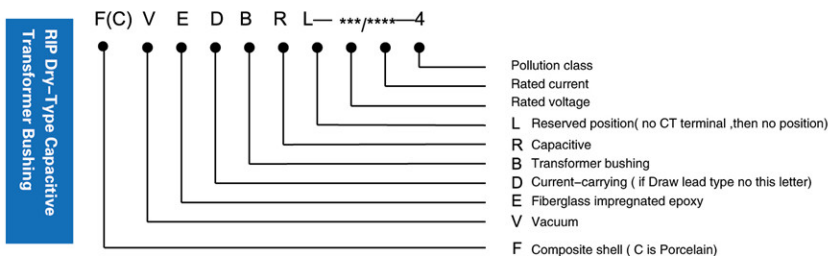 RIP Dry-Type Capacitive
Transformer Bushing
F(C) V E D B R L— ***/****—4
Pollution class
Rated current
Rated voltage
L Reserved position( no CT terminal ,then no position)
R Capacitive
B Transformer bushing
D Current-carrying ( if Draw lead type no this letter)
E Fiberglass impregnated epoxy
V Vacuum
F Composite shell ( C is Porcelain)